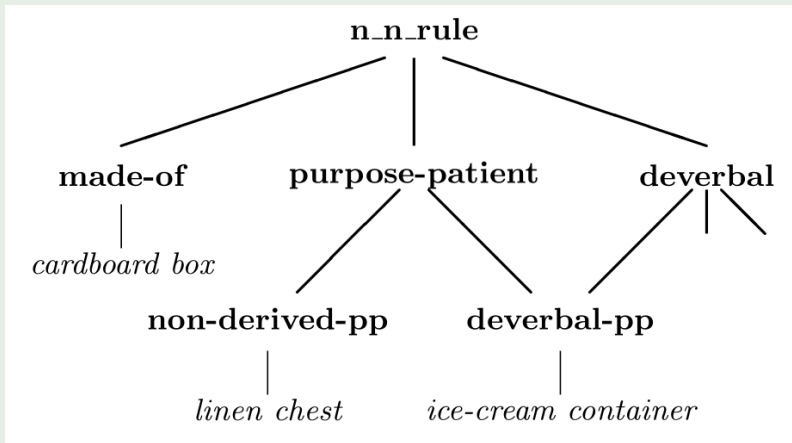 n_n_rule
made-of purpose-patient deverbal
cardboard box
non-derived-pp deverbal-pp
linen chest ice-cream container